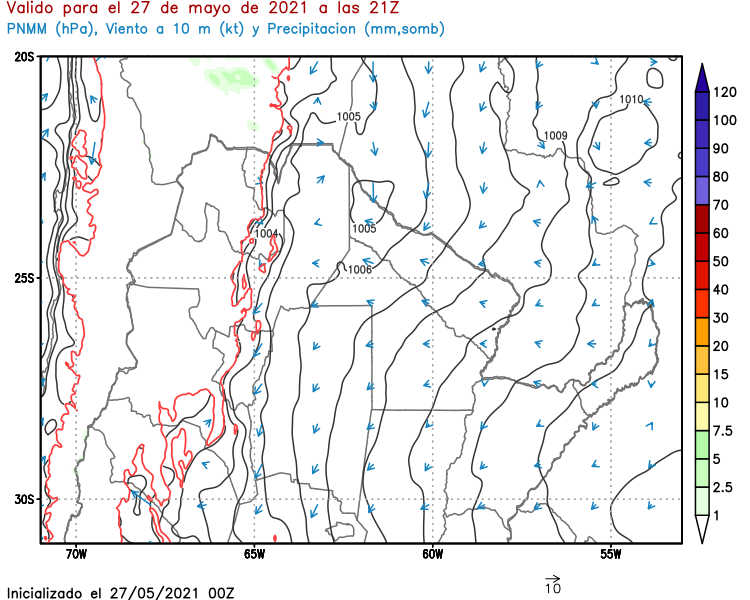 Valido para el 27 de mayo de 2021 a las 21Z
PNMM (hPa), Viento a 10 m (kt) y Precipitacion (mm,somb)
20S
25S
30S
70W
65W
60W
55W
1005
1009
1010
1004
1005
1006
120
100
90
80
70
60
50
40
30
20
15
10
7.5
5
2.5
1
10
Inicializado el 27/05/2021 00Z